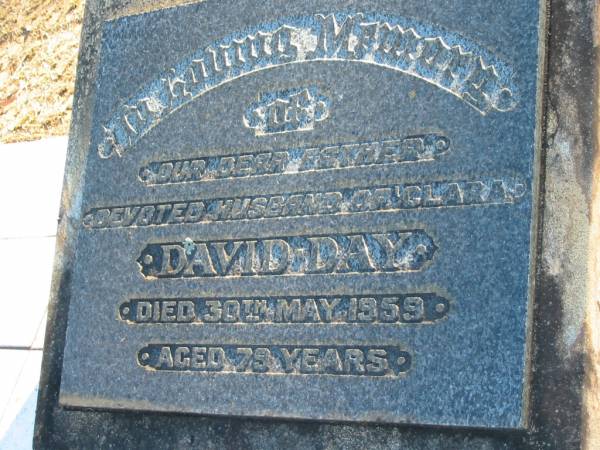 In Loving Memory
of
OUR DEAR FATHER
DEVOTED HUSBAND OF CLARA
DAVID DAY
DIED 30TH MAY 1959
AGED 79 YEARS